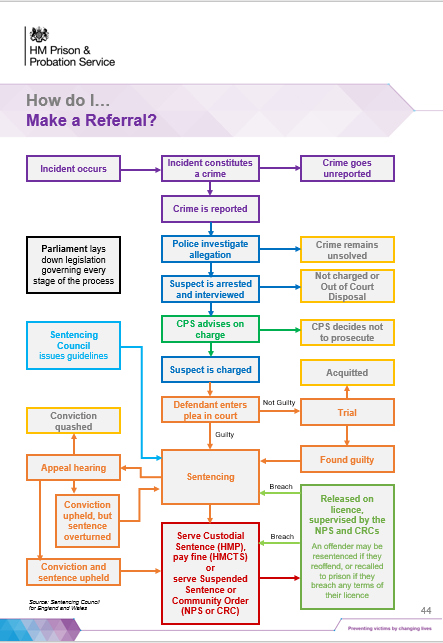 HM Prison &
Probation Service
How do I…
Make a Referral?
Incident occurs
Incident constitutes
a crime
Crime goes
unreported
Crime is reported
Parliament lays
down legislation
governing every
stage of the process
Police investigate
allegation
Crime remains
unsolved
Suspect is arrested
and interviewed
Not charged or
Out of Court
Disposal
Sentencing
Council
issues guidelines
CPS advises on
charge
CPS decides not
to prosecute
Suspect is charged
Acquitted
Defendant enters
plea in court
Not Guilty
Trial
Guilty
Conviction
quashed
Appeal hearing
Sentencing
Found guilty
Conviction
upheld, but
sentence
overturned
Breach
Released on
licence,
supervised by the
NPS and CRCs
An offender may be
resentenced if they
reoffend, or recalled
to prison if they
breach any terms of
their licence
Breach
Conviction and
sentence upheld
Serve Custodial
Sentence (HMP),
pay fine (HMCTS)
or
serve Suspended
Sentence or
Community Order
(NPS or CRC)
Source: Sentencing Council
for England and Wales
44
Preventing victims by changing lives